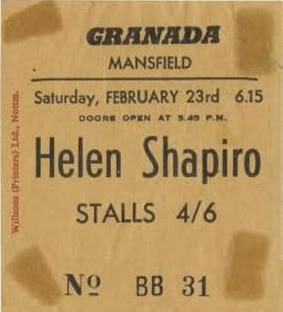 GRANADA
MANSFIELD
Saturday, FEBRUARY 23rd 6.15
DOORS OPEN AT 5.45 P.M.
Helen Shapiro
STALLS 4/6
Nº BB 31
Willsons (Printers) Ltd., Nottm.